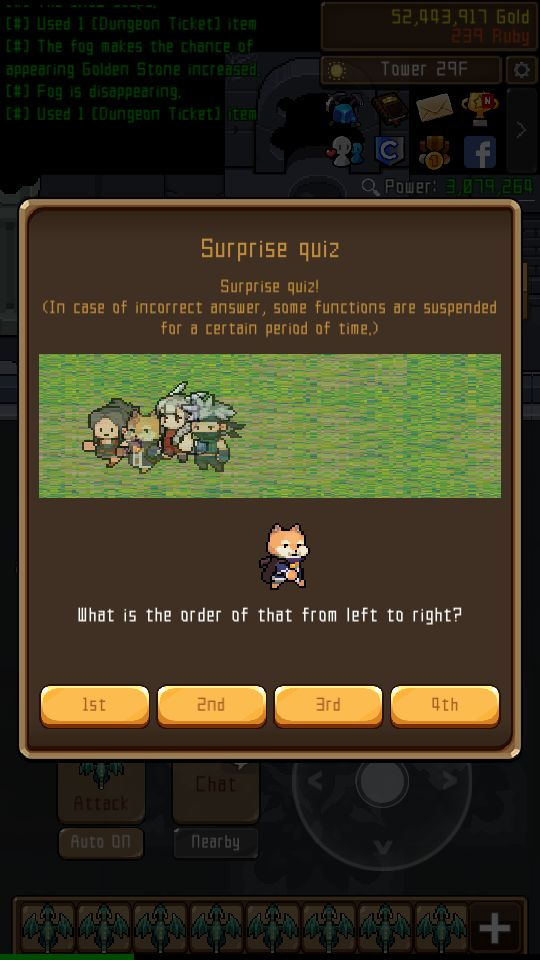 [#] Used 1 [Dungeon Ticket] item
[#] The fog makes the chance of
appearing Golden Stone increased.
[#] Fog is disappearing.
[#] Used 1 [Dungeon Ticket] item
52,443,917 Gold
239 Ruby
Tower 29F
N
C
1
f
Power: 3,079,264
Surprise quiz
Surprise quiz!
(In case of incorrect answer, some functions are suspended
for a certain period of time.)
What is the order of that from left to right?
1st
2nd
3rd
4th
Attack
Chat
Auto ON
Nearby